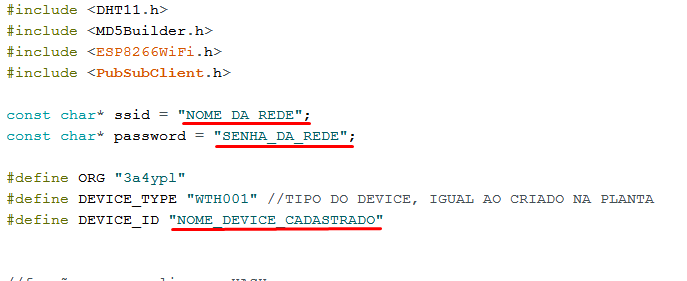 #include <DHT11.h>
#include <MD5Builder.h>
#include <ESP8266WiFi.h>
#include <PubSubClient.h>
const char* ssid = "NOME_DA_REDE";
const char* password = "SENHA_DA_REDE";
#define ORG "3a4ypl"
#define DEVICE_TYPE "WTH001" //TIPO DO DEVICE, IGUAL AO CRIADO NA PLANTA
#define DEVICE_ID "NOME_DEVICE_CADASTRADO"